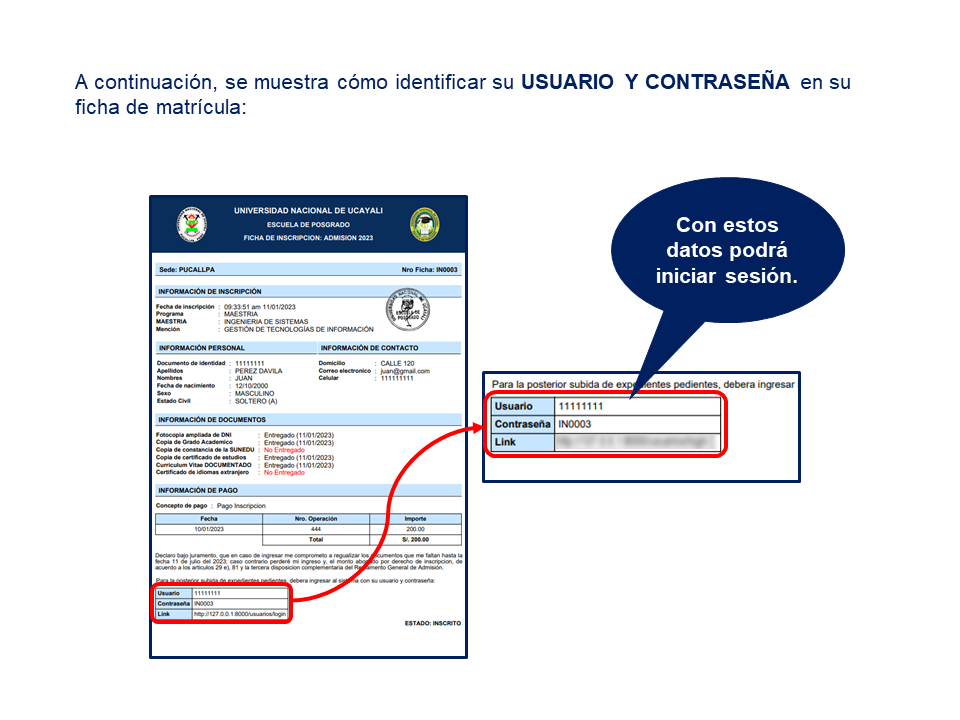 A continuación, se muestra cómo identificar su USUARIO Y CONTRASEÑA en su
ficha de matrícula:
UNIVERSIDAD NACIONAL DE UCAYALI
ESCUELA DE POSGRADO
FICHA DE INSCRIPCION: ADMISION 2023
Sede: PUCALLPA Nro Ficha: IN0003
INFORMACIÓN DE INSCRIPCIÓN
Fecha de inscripción : 09:33:51 am 11/01/2023
Programa : MAESTRIA
MAESTRIA : INGENIERIA DE SISTEMAS
Mención : GESTIÓN DE TECNOLOGÍAS DE INFORMACIÓN
ESCUELA DE
POSGRADO
INFORMACIÓN PERSONAL INFORMACIÓN DE CONTACTO
Documento de identidad : 11111111 Domicilio : CALLE 120
Apellidos : PEREZ DAVILA Correo electronico : juan@gmail.com
Nombres : JUAN Celular : 111111111
Fecha de nacimiento : 12/10/2000
Sexo : MASCULINO
Estado Civil : SOLTERO (A)
INFORMACIÓN DE DOCUMENTOS
Fotocopia ampliada de DNI : Entregado (11/01/2023)
Copia de Grado Academico : Entregado (11/01/2023)
Copia de constancia de la SUNEDU : No Entregado
Copia de certificado de estudios : Entregado (11/01/2023)
Curriculum Vitae DOCUMENTADO : Entregado (11/01/2023)
Certificado de idiomas extranjero : No Entregado
INFORMACIÓN DE PAGO
Concepto de pago : Pago Inscripcion
Fecha Nro. Operación Importe
10/01/2023 444 200.00
Total S/. 200.00
Declaro bajo juramento, que en caso de ingresar me comprometo a regualizar los documentos que me faltan hasta la
fecha 11 de julio del 2023; caso contrario perderé mi ingreso y, el monto abonado por derecho de inscripcion, de
acuerdo a los articulos 29 e), 81 y la tercera disposicion complementaria del Reglamento General de Admisión.
Para la posterior subida de expedientes pedientes, debera ingresar al sistema con su usuario y contraseña:
Usuario 11111111
Contraseña IN0003
Link http://127.0.0.1:8000/usuarios/login
ESTADO: INSCRITO
Con estos
datos podrá
iniciar sesión.
Para la posterior subida de expedientes pedientes, debera ingresar
Usuario 11111111
Contraseña IN0003
Link